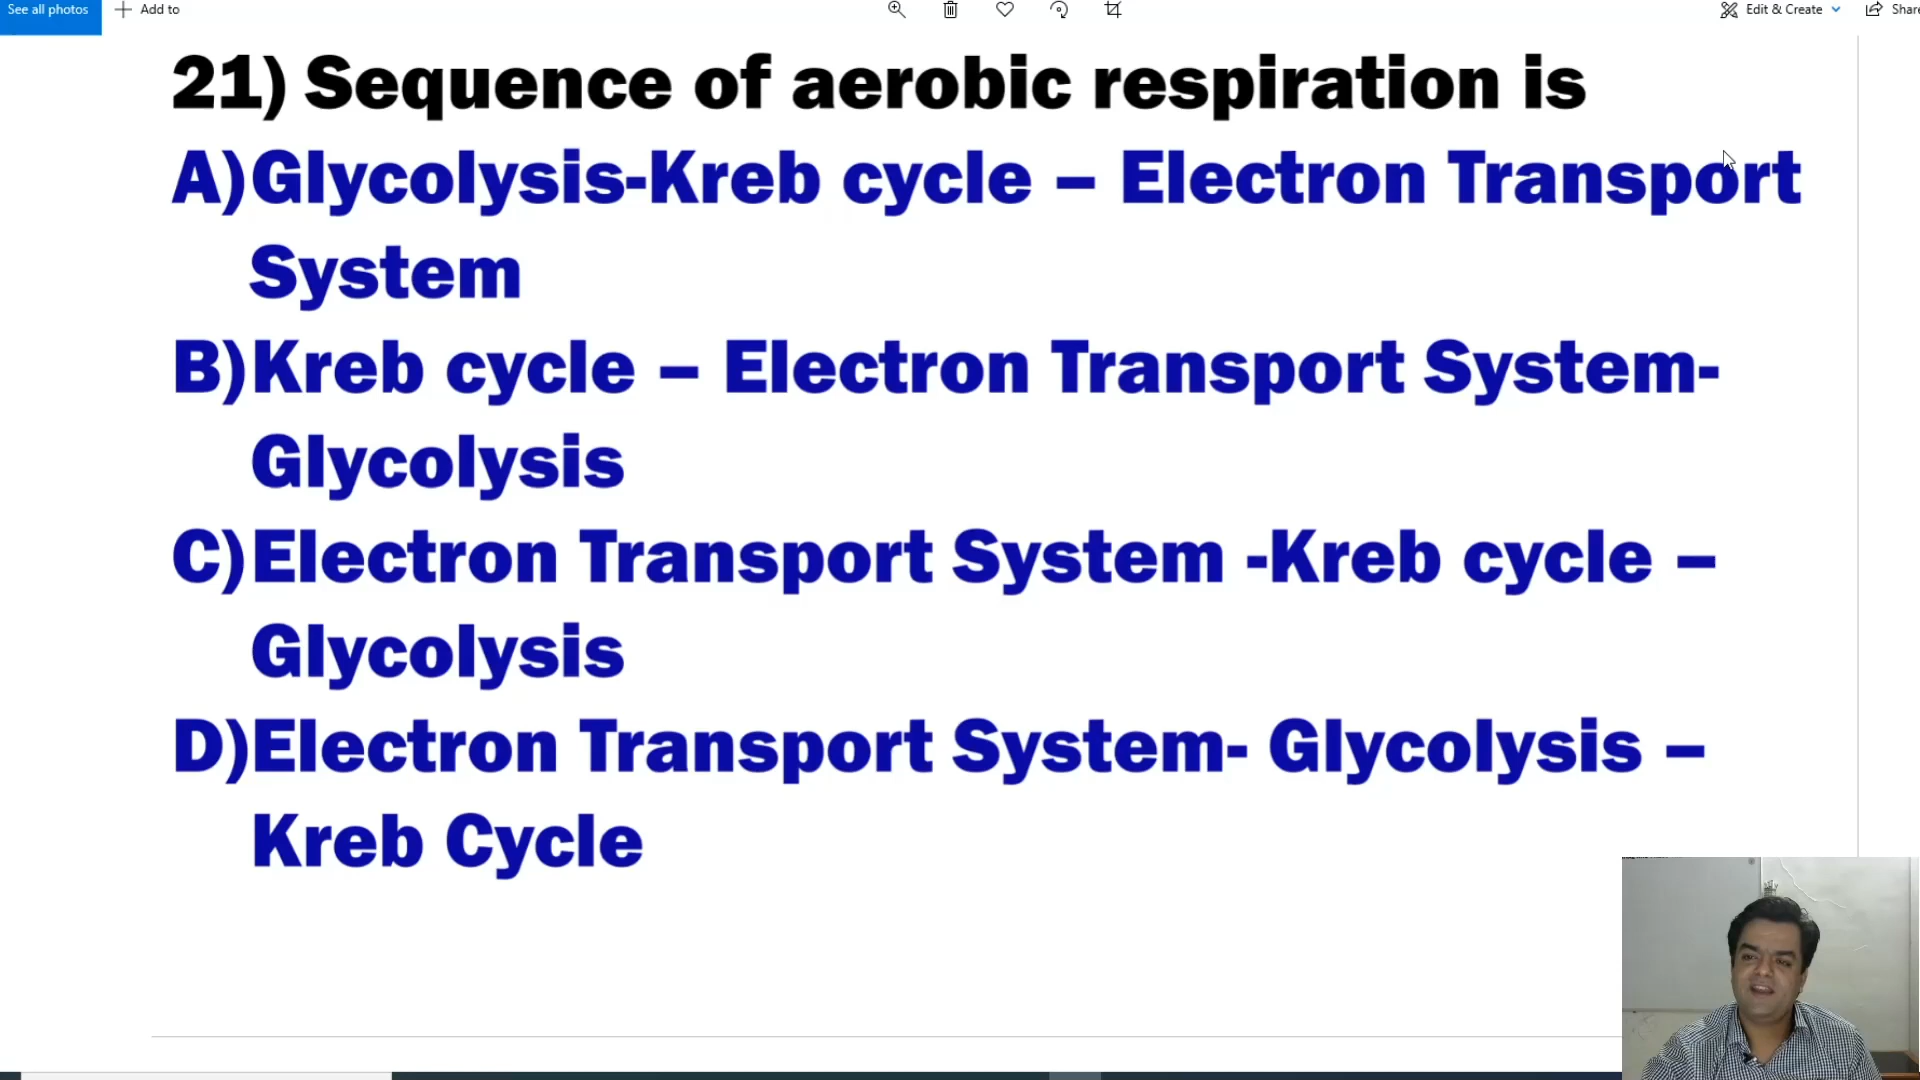 See all photos
Add to
Edit & Create
Share
21) Sequence of aerobic respiration is
A)Glycolysis-Kreb cycle – Electron Transport
System
B)Kreb cycle – Electron Transport System-
Glycolysis
C)Electron Transport System -Kreb cycle –
Glycolysis
D)Electron Transport System- Glycolysis –
Kreb Cycle